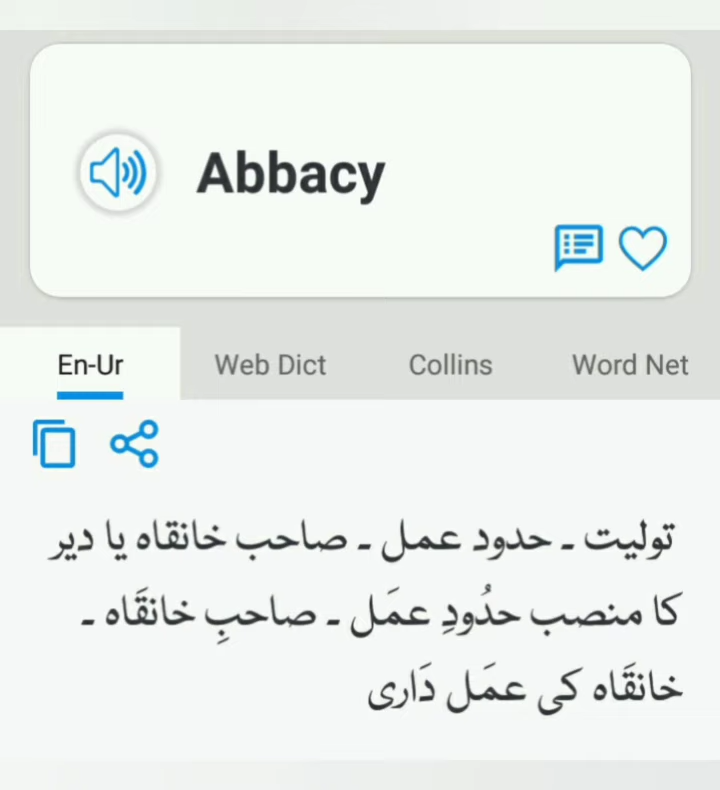 Abbacy
En-Ur Web Dict Collins Word Net
تولیت ۔ حدود عمل ۔ صاحب خانقاہ یا دیر
کا منصب حدُودِ عمَل ۔ صاحبِ خانقَاہ ۔
خانقَاہ کی عمَل دَاری